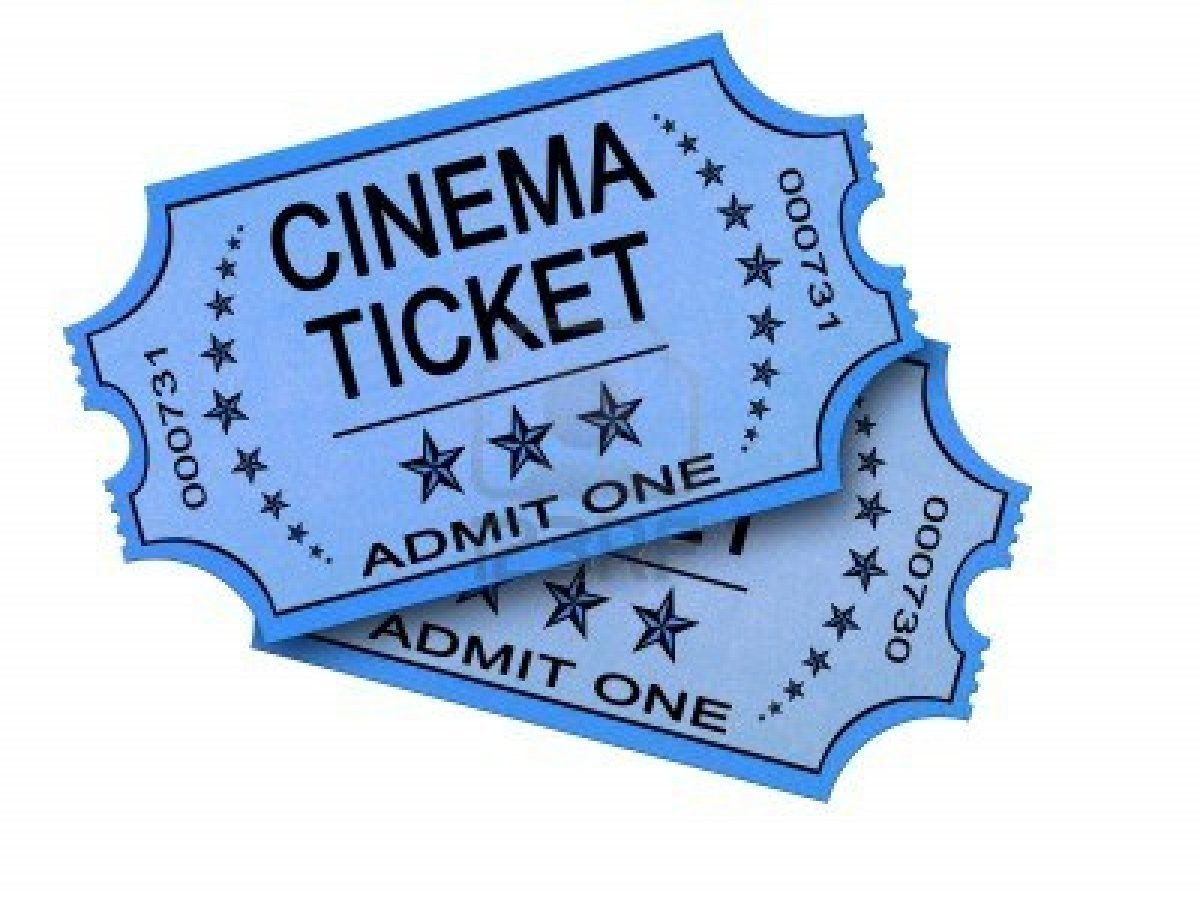 CINEMA
TICKET
ADMIT ONE
000731
000731
ADMIT ONE
000730